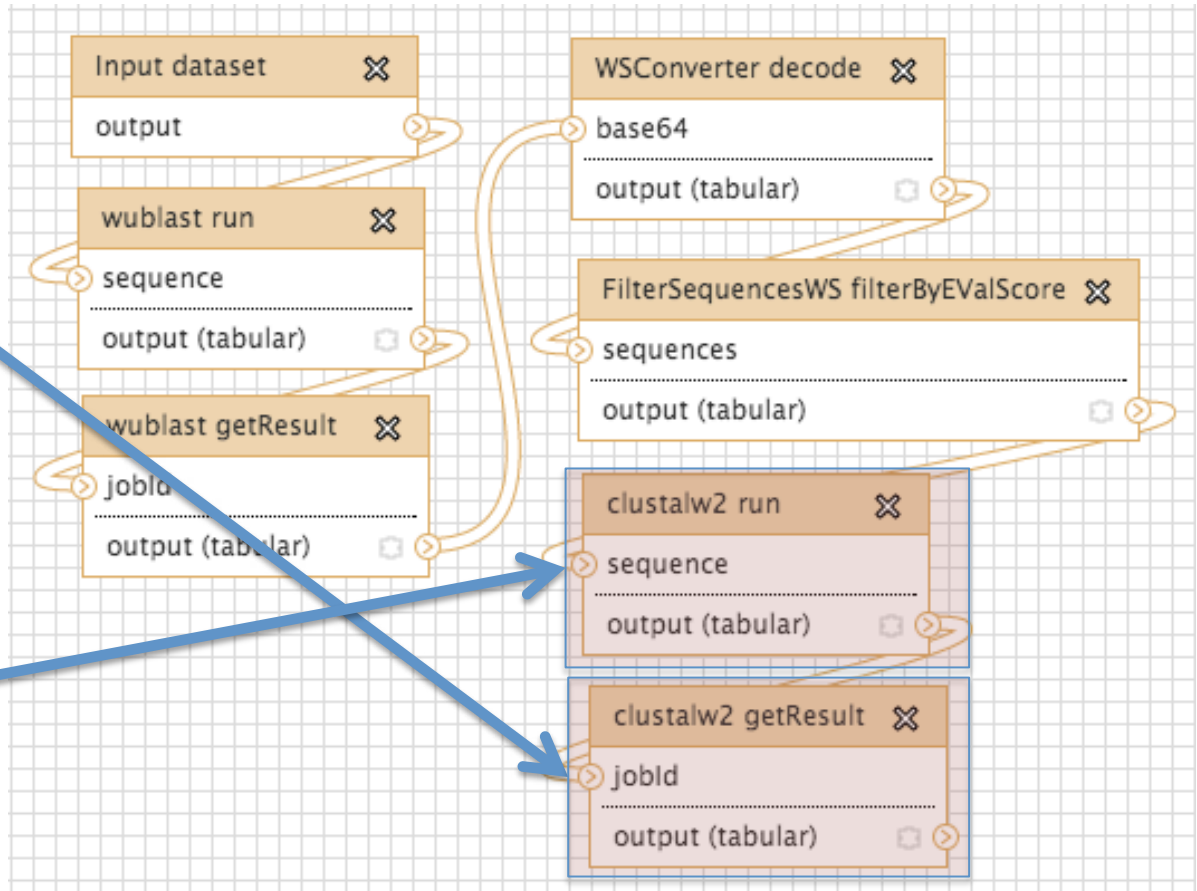 Input dataset
output
wublast run
sequence
output (tabular)
wublast getResult
jobId
output (tabular)
WSConverter decode
base64
output (tabular)
FilterSequencesWS filterByEValScore
sequences
output (tabular)
clustalw2 run
sequence
output (tabular)
clustalw2 getResult
jobId
output (tabular)